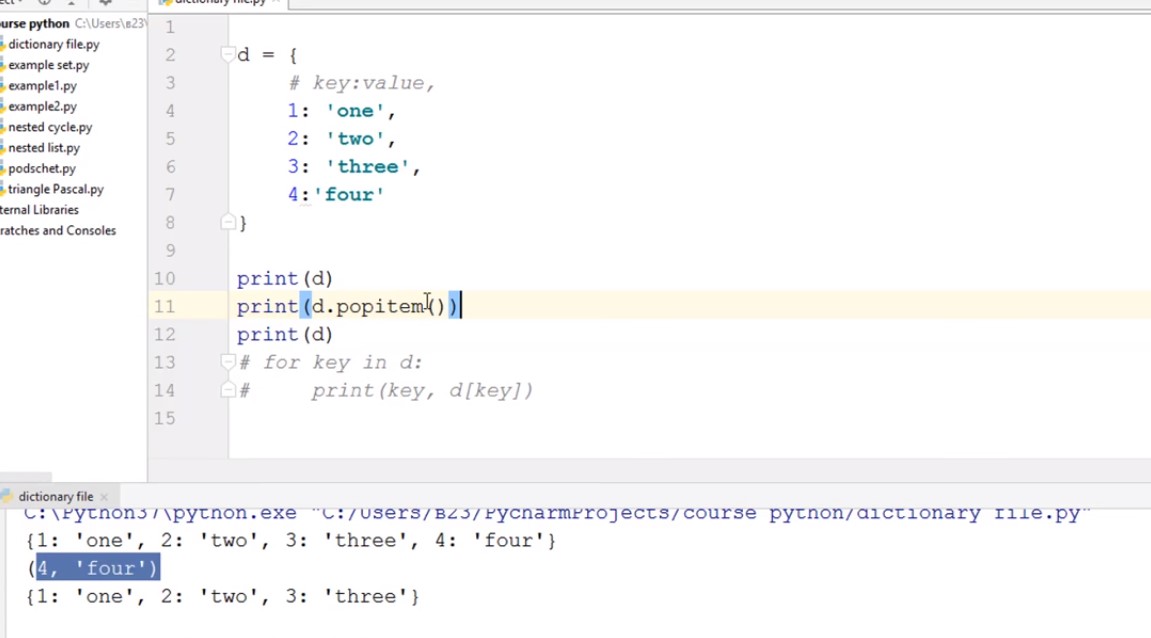 dictionary file.py
urse python C:\Users\в23\
dictionary file.py
example set.py
example1.py
example2.py
nested cycle.py
nested list.py
podschet.py
triangle Pascal.py
ternal Libraries
ratches and Consoles
1
2 d = {
3 # key:value,
4 1: 'one',
5 2: 'two',
6 3: 'three',
7 4:'four'
8 }
9
10 print(d)
11 print(d.popitem())
12 print(d)
13 # for key in d:
14 #     print(key, d[key])
15
dictionary file
C:\Python37\python.exe "C:/Users/в23/PycharmProjects/course python/dictionary file.py"
{1: 'one', 2: 'two', 3: 'three', 4: 'four'}
(4, 'four')
{1: 'one', 2: 'two', 3: 'three'}